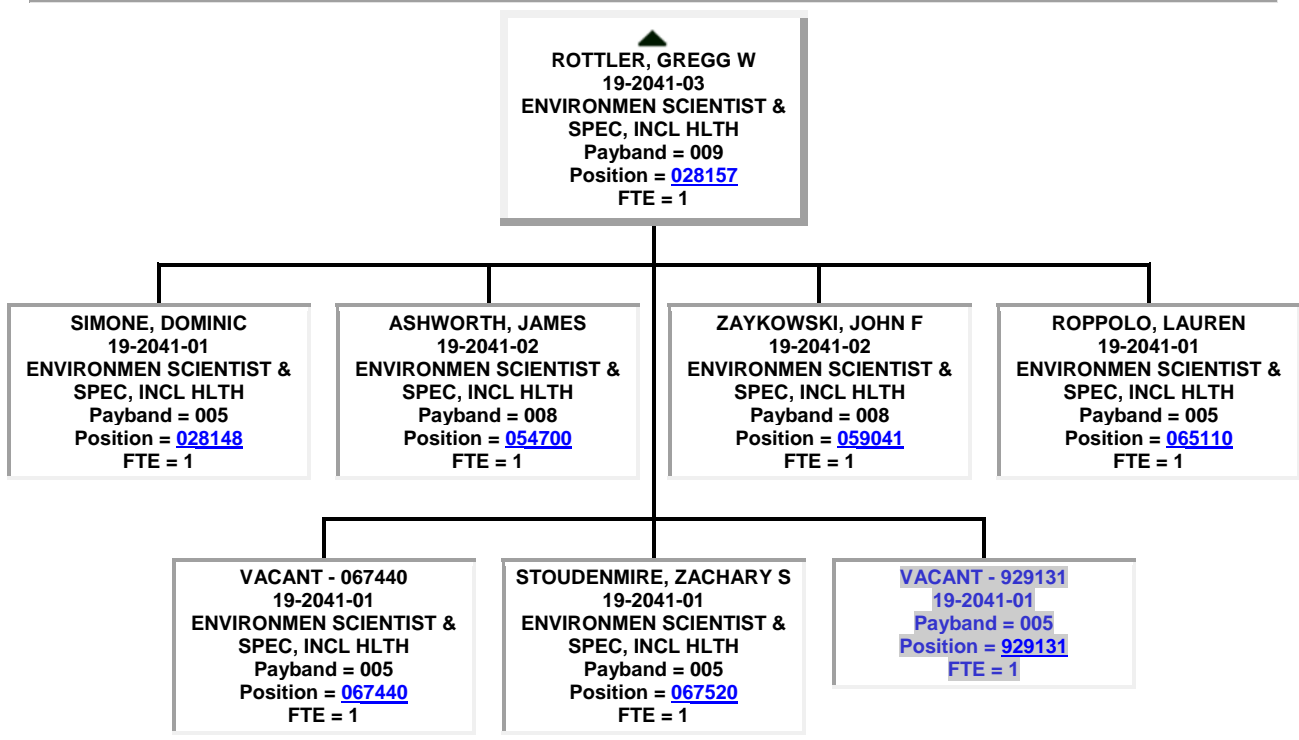 ROTTLER, GREGG W
19-2041-03
ENVIRONMEN SCIENTIST &
SPEC, INCL HLTH
Payband = 009
Position = 028157
FTE = 1
SIMONE, DOMINIC
19-2041-01
ENVIRONMEN SCIENTIST &
SPEC, INCL HLTH
Payband = 005
Position = 028148
FTE = 1
ASHWORTH, JAMES
19-2041-02
ENVIRONMEN SCIENTIST &
SPEC, INCL HLTH
Payband = 008
Position = 054700
FTE = 1
ZAYKOWSKI, JOHN F
19-2041-02
ENVIRONMEN SCIENTIST &
SPEC, INCL HLTH
Payband = 008
Position = 059041
FTE = 1
ROPPOLO, LAUREN
19-2041-01
ENVIRONMEN SCIENTIST &
SPEC, INCL HLTH
Payband = 005
Position = 065110
FTE = 1
VACANT - 067440
19-2041-01
ENVIRONMEN SCIENTIST &
SPEC, INCL HLTH
Payband = 005
Position = 067440
FTE = 1
STOUDENMIRE, ZACHARY S
19-2041-01
ENVIRONMEN SCIENTIST &
SPEC, INCL HLTH
Payband = 005
Position = 067520
FTE = 1
VACANT - 929131
19-2041-01
Payband = 005
Position = 929131
FTE = 1